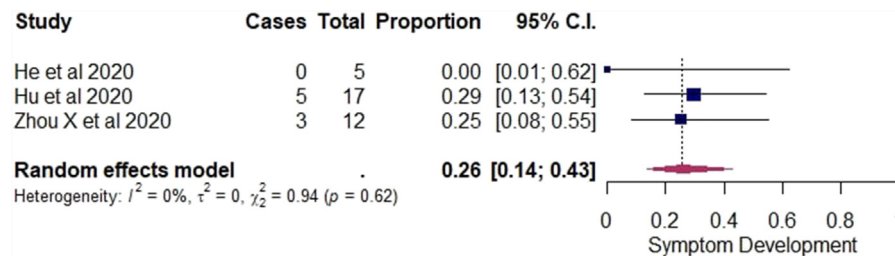 Study Cases Total Proportion 95% C.I.
He et al 2020 0 5 0.00 [0.01; 0.62]
Hu et al 2020 5 17 0.29 [0.13; 0.54]
Zhou X et al 2020 3 12 0.25 [0.08; 0.55]
Random effects model . 0.26 [0.14; 0.43]
Heterogeneity: I² = 0%, τ² = 0, χ²₂ = 0.94 (p = 0.62)
0 0.2 0.4 0.6 0.8
Symptom Development